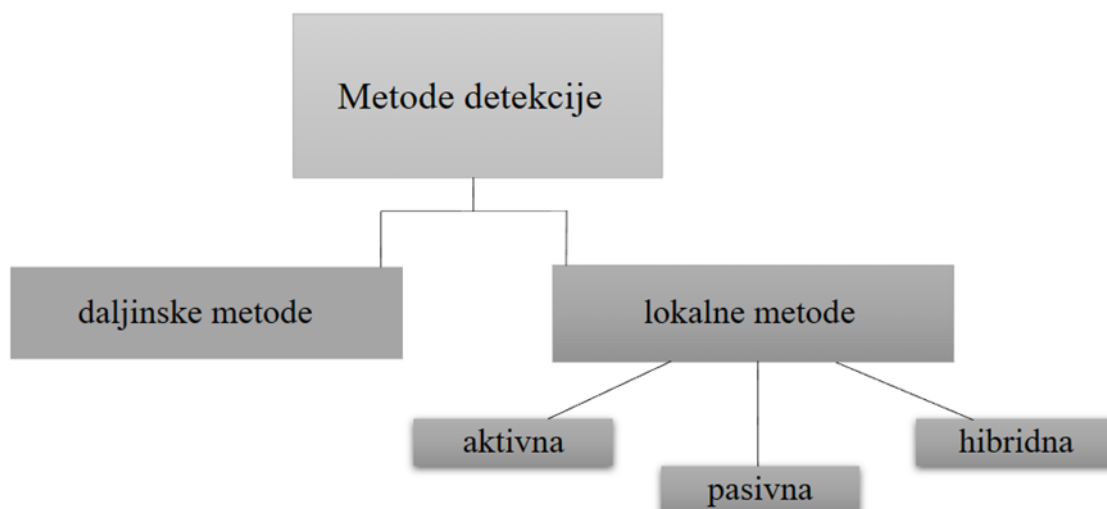 Metode detekcije
daljinske metode
lokalne metode
aktivna
pasivna
hibridna